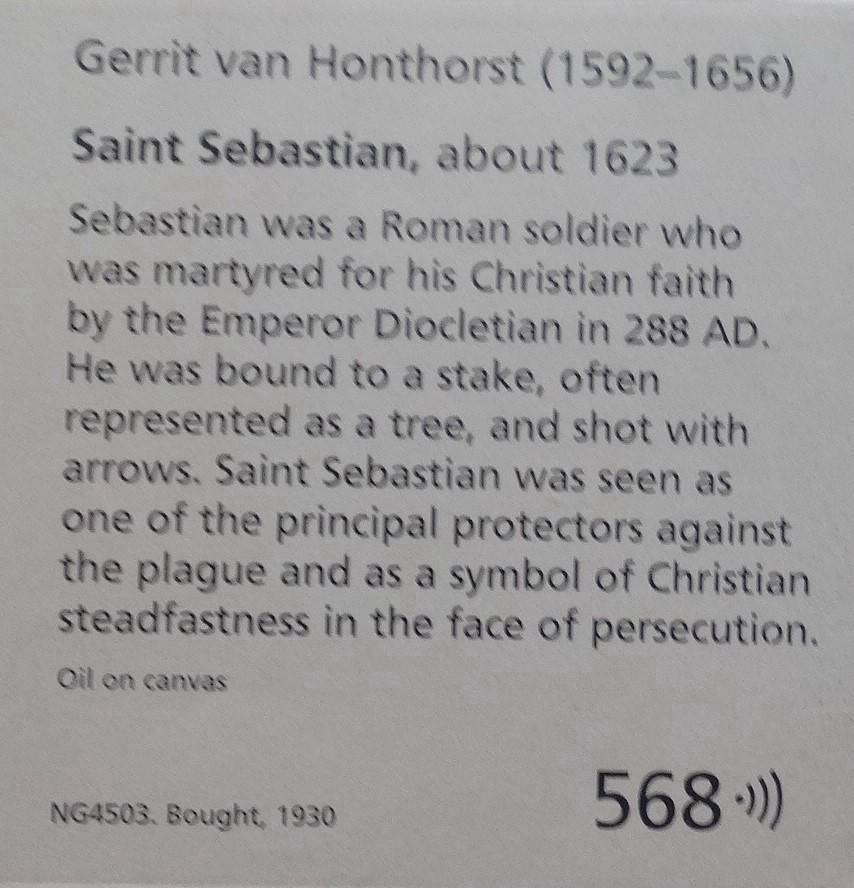 Gerrit van Honthorst (1592–1656)
Saint Sebastian, about 1623
Sebastian was a Roman soldier who
was martyred for his Christian faith
by the Emperor Diocletian in 288 AD.
He was bound to a stake, often
represented as a tree, and shot with
arrows. Saint Sebastian was seen as
one of the principal protectors against
the plague and as a symbol of Christian
steadfastness in the face of persecution.
Oil on canvas
NG4503. Bought, 1930
568